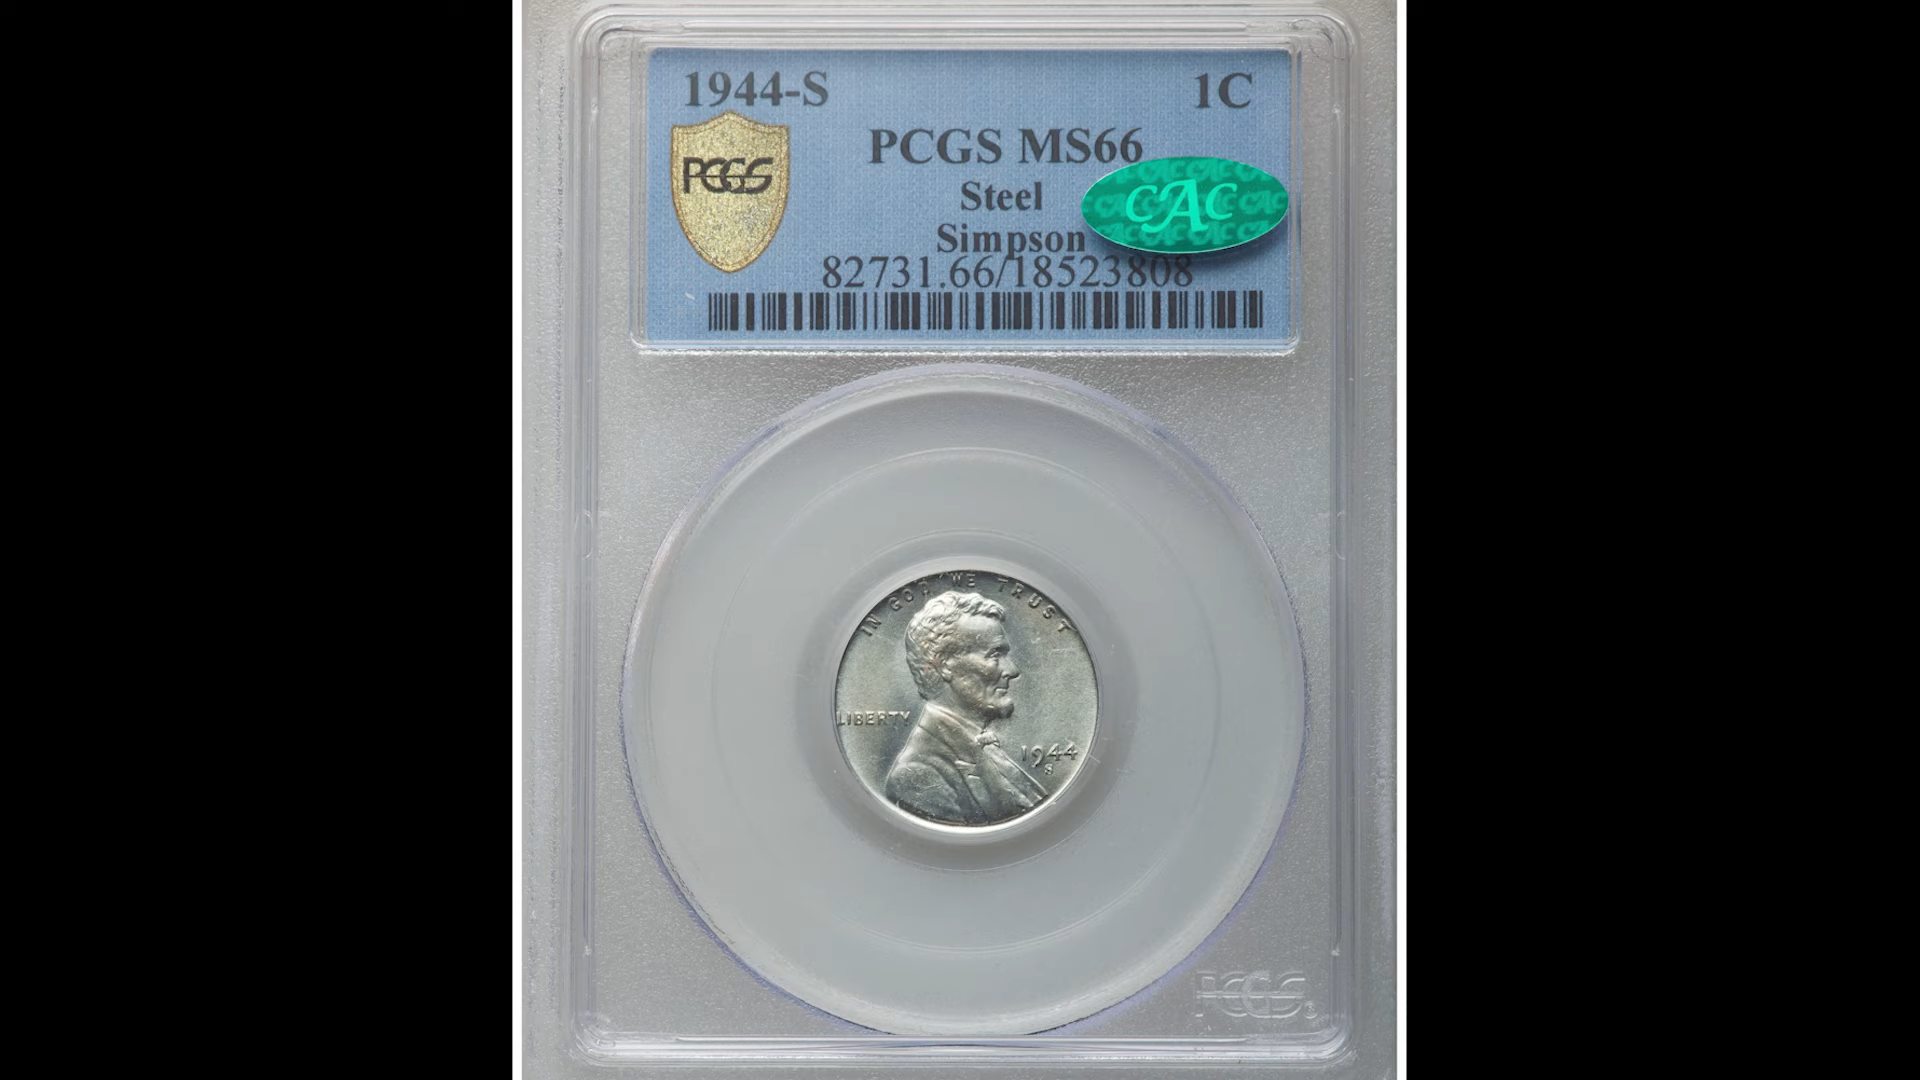 1944-S 1C
PCGS
PCGS MS66
CAC
Steel
Simpson
82731.66/18523808
IN GOD WE TRUST
LIBERTY
1944
S
PCGS